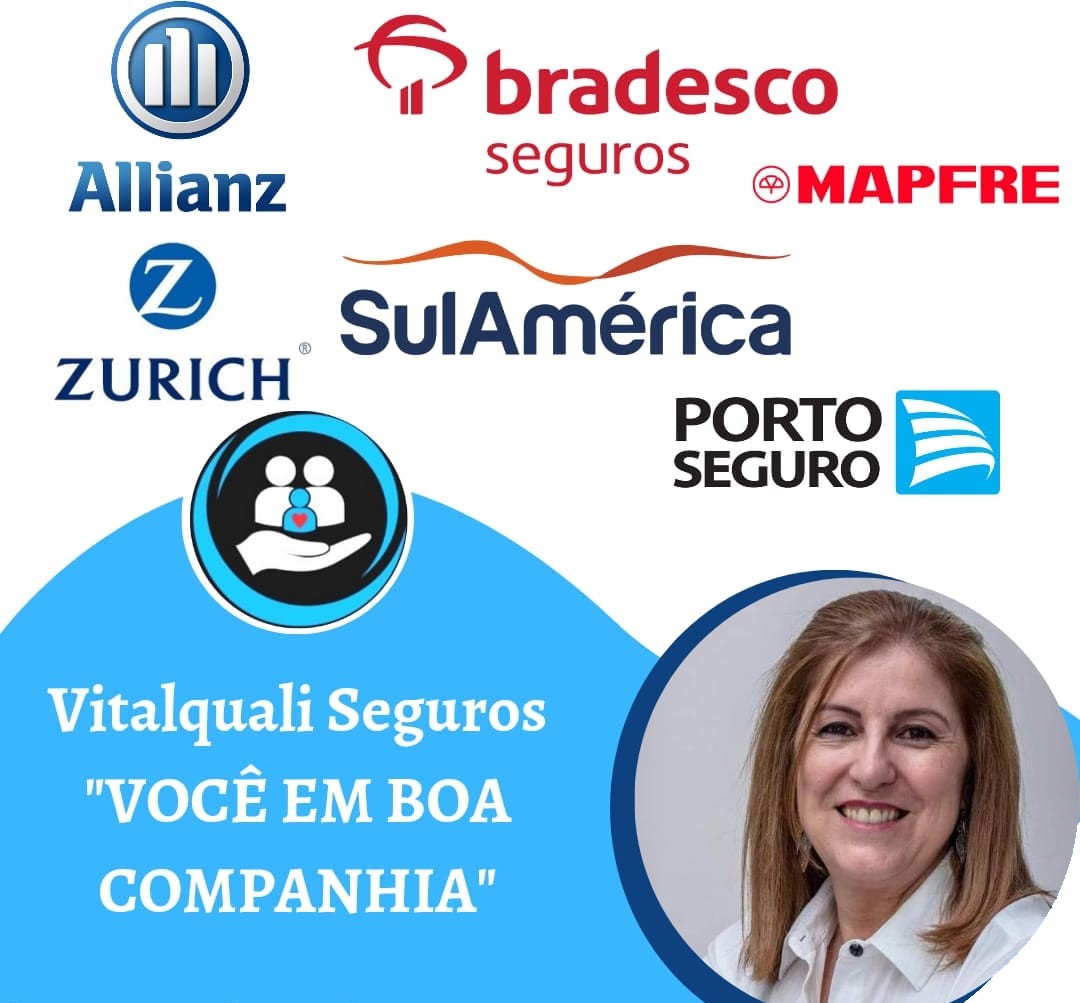 Allianz
bradesco
seguros
MAPFRE
Z
ZURICH®
SulAmérica
PORTO
SEGURO
Vitalquali Seguros
"VOCÊ EM BOA
COMPANHIA"